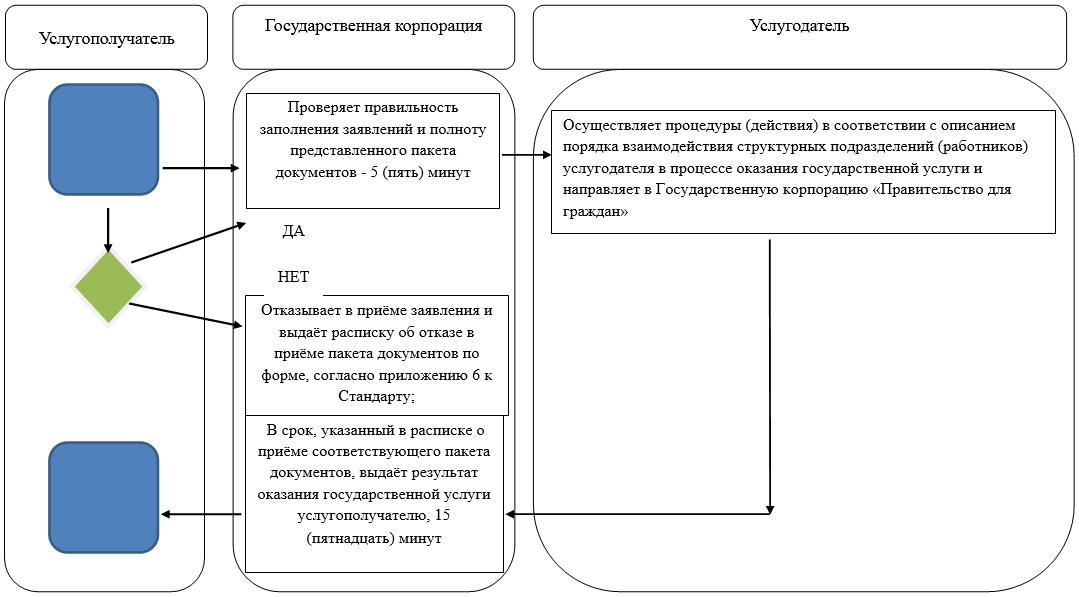 Услугополучатель
Государственная корпорация
Услугодатель
Проверяет правильность
заполнения заявлений и полноту
представленного пакета
документов - 5 (пять) минут
Осуществляет процедуры (действия) в соответствии с описанием
порядка взаимодействия структурных подразделений (работников)
услугодателя в процессе оказания государственной услуги и
направляет в Государственную корпорацию «Правительство для
граждан»
ДА
НЕТ
Отказывает в приёме заявления и
выдаёт расписку об отказе в
приёме пакета документов по
форме, согласно приложению 6 к
Стандарту;
В срок, указанный в расписке о
приёме соответствующего пакета
документов, выдаёт результат
оказания государственной услуги
услугополучателю, 15
(пятнадцать) минут